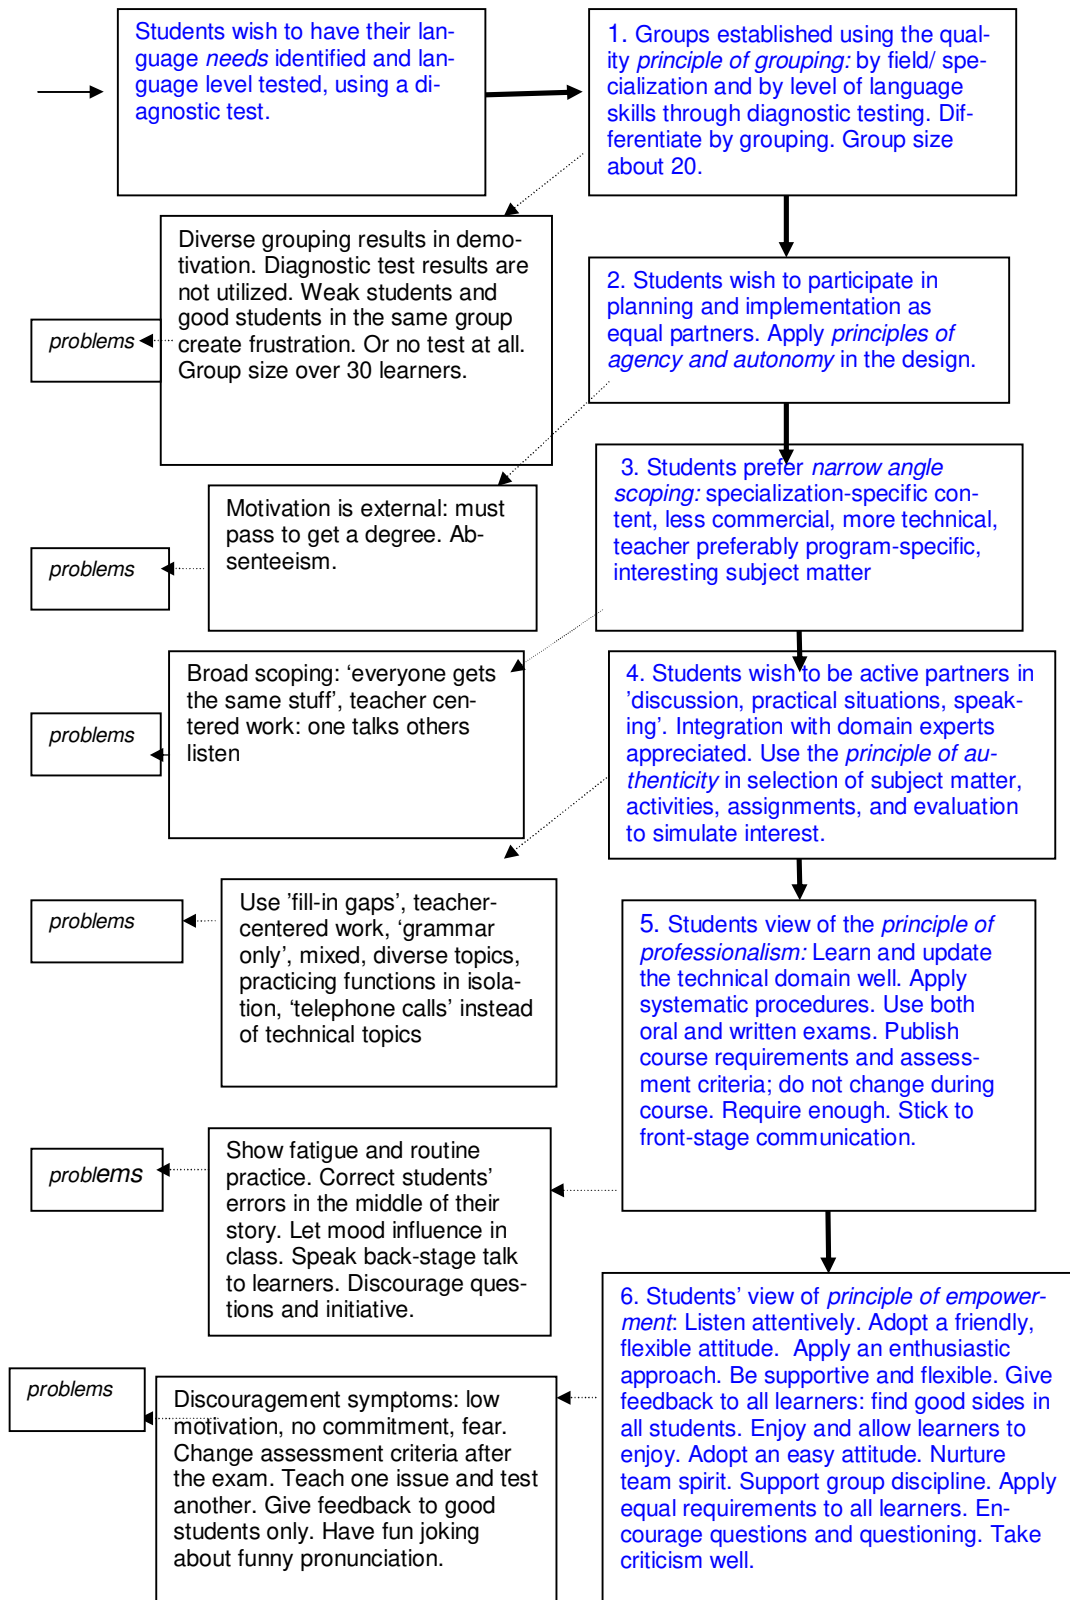 Students wish to have their lan-
guage needs identified and lan-
guage level tested, using a di-
agnostic test.
1. Groups established using the qual-
ity principle of grouping: by field/ spe-
cialization and by level of language
skills through diagnostic testing. Dif-
ferentiate by grouping. Group size
about 20.
Diverse grouping results in demo-
tivation. Diagnostic test results are
not utilized. Weak students and
good students in the same group
create frustration. Or no test at all.
Group size over 30 learners.
problems
2. Students wish to participate in
planning and implementation as
equal partners. Apply principles of
agency and autonomy in the design.
Motivation is external: must
pass to get a degree. Ab-
senteeism.
problems
3. Students prefer narrow angle
scoping: specialization-specific con-
tent, less commercial, more technical,
teacher preferably program-specific,
interesting subject matter
Broad scoping: ‘everyone gets
the same stuff’, teacher cen-
tered work: one talks others
listen
problems
4. Students wish to be active partners in
’discussion, practical situations, speak-
ing’. Integration with domain experts
appreciated. Use the principle of au-
thenticity in selection of subject matter,
activities, assignments, and evaluation
to simulate interest.
Use ’fill-in gaps’, teacher-
centered work, ‘grammar
only’, mixed, diverse topics,
practicing functions in isola-
tion, ‘telephone calls’ instead
of technical topics
problems
5. Students view of the principle of
professionalism: Learn and update
the technical domain well. Apply
systematic procedures. Use both
oral and written exams. Publish
course requirements and assess-
ment criteria; do not change during
course. Require enough. Stick to
front-stage communication.
Show fatigue and routine
practice. Correct students’
errors in the middle of their
story. Let mood influence in
class. Speak back-stage talk
to learners. Discourage ques-
tions and initiative.
problems
6. Students’ view of principle of empower-
ment: Listen attentively. Adopt a friendly,
flexible attitude. Apply an enthusiastic
approach. Be supportive and flexible. Give
feedback to all learners: find good sides in
all students. Enjoy and allow learners to
enjoy. Adopt an easy attitude. Nurture
team spirit. Support group discipline. Apply
equal requirements to all learners. En-
courage questions and questioning. Take
criticism well.
Discouragement symptoms: low
motivation, no commitment, fear.
Change assessment criteria after
the exam. Teach one issue and test
another. Give feedback to good
students only. Have fun joking
about funny pronunciation.
problems